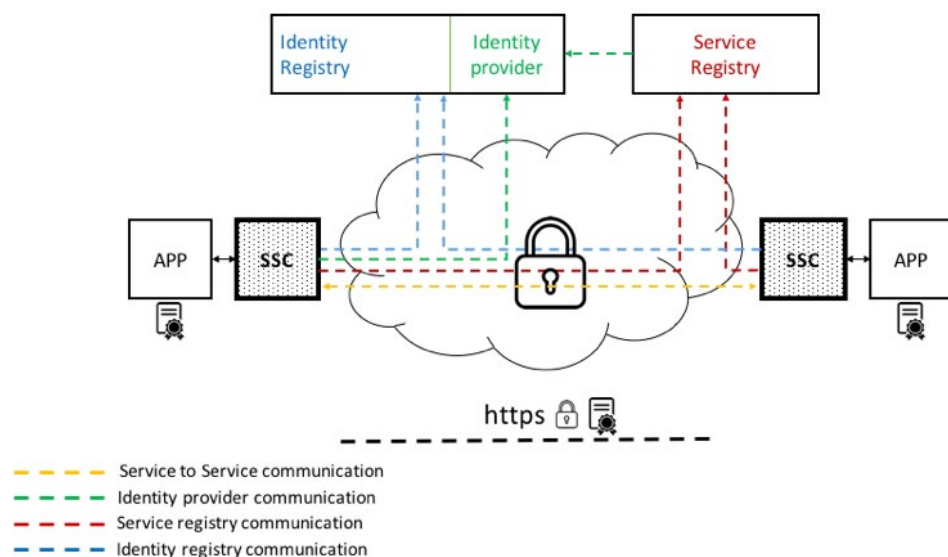 Identity
Registry
Identity
provider
Service
Registry
APP
SSC
SSC
APP
https
Service to Service communication
Identity provider communication
Service registry communication
Identity registry communication